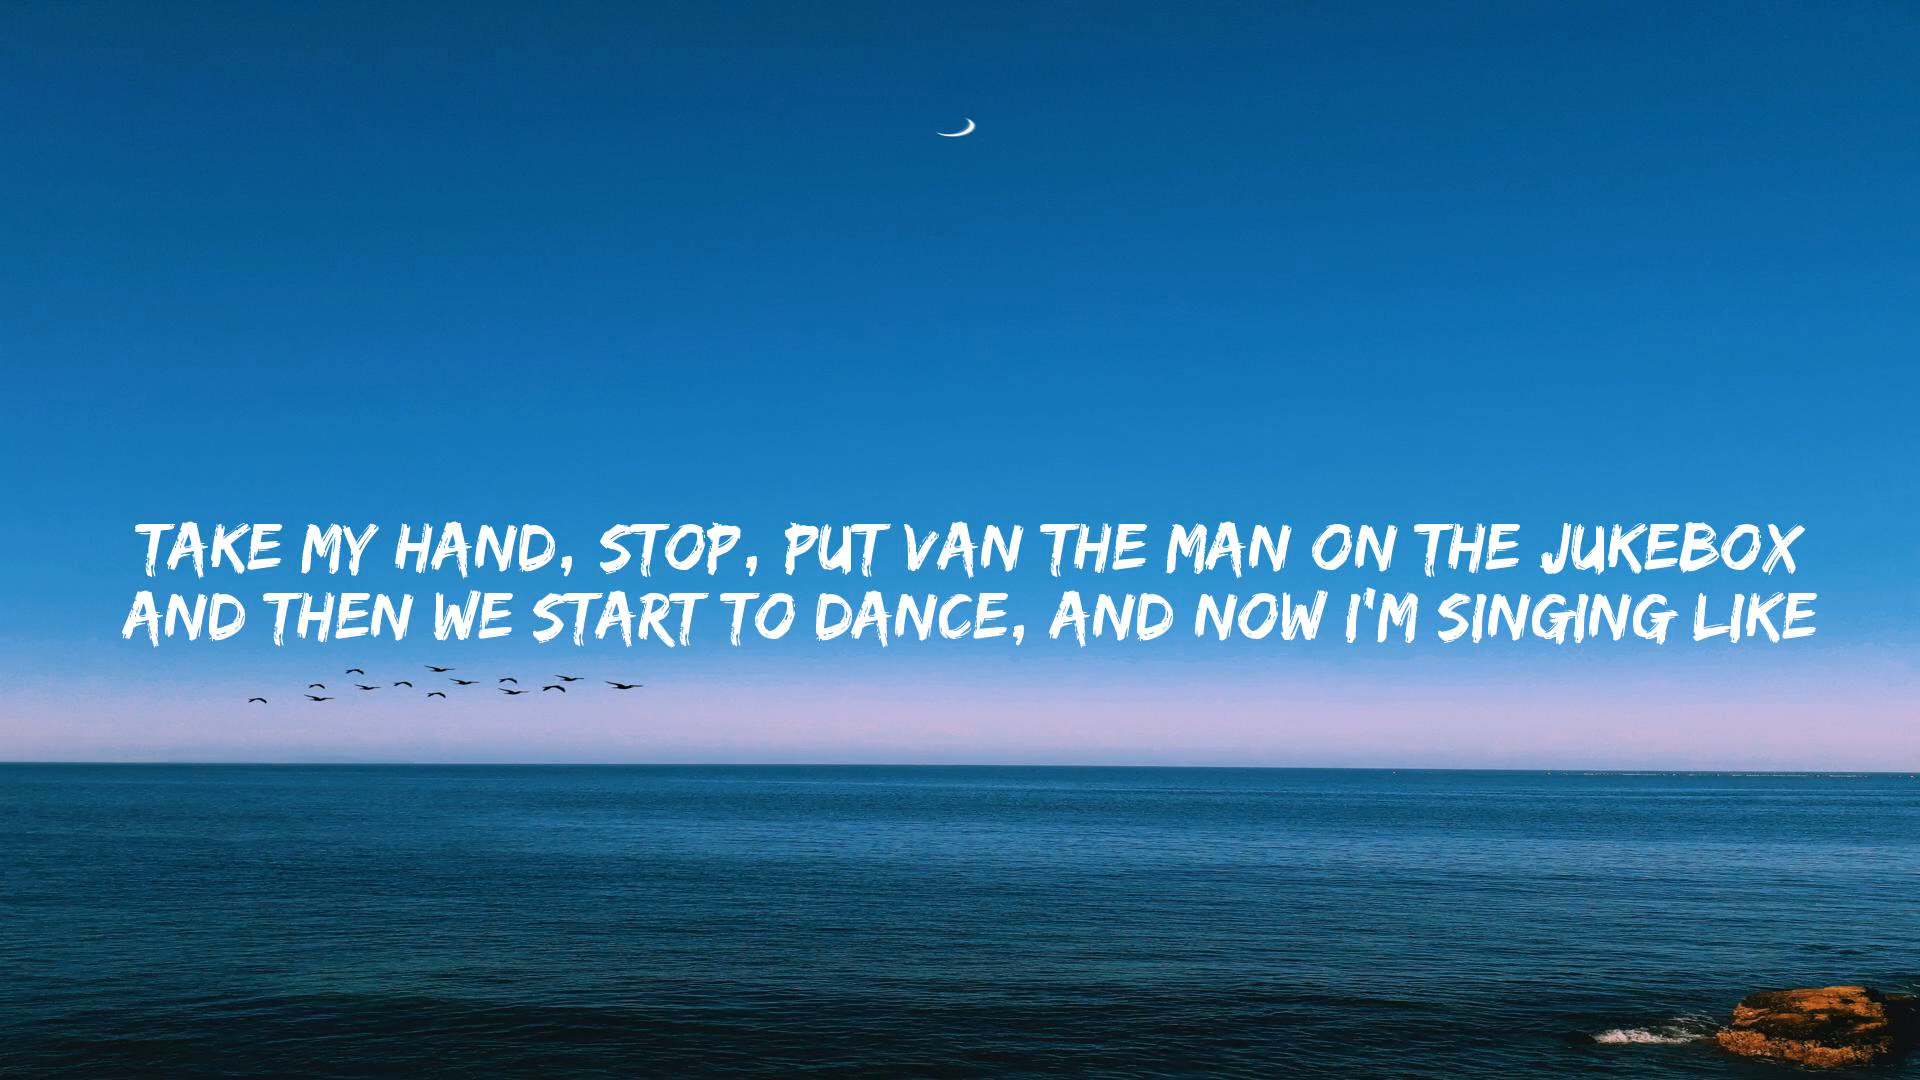 TAKE MY HAND, STOP, PUT VAN THE MAN ON THE JUKEBOX
AND THEN WE START TO DANCE, AND NOW I'M SINGING LIKE